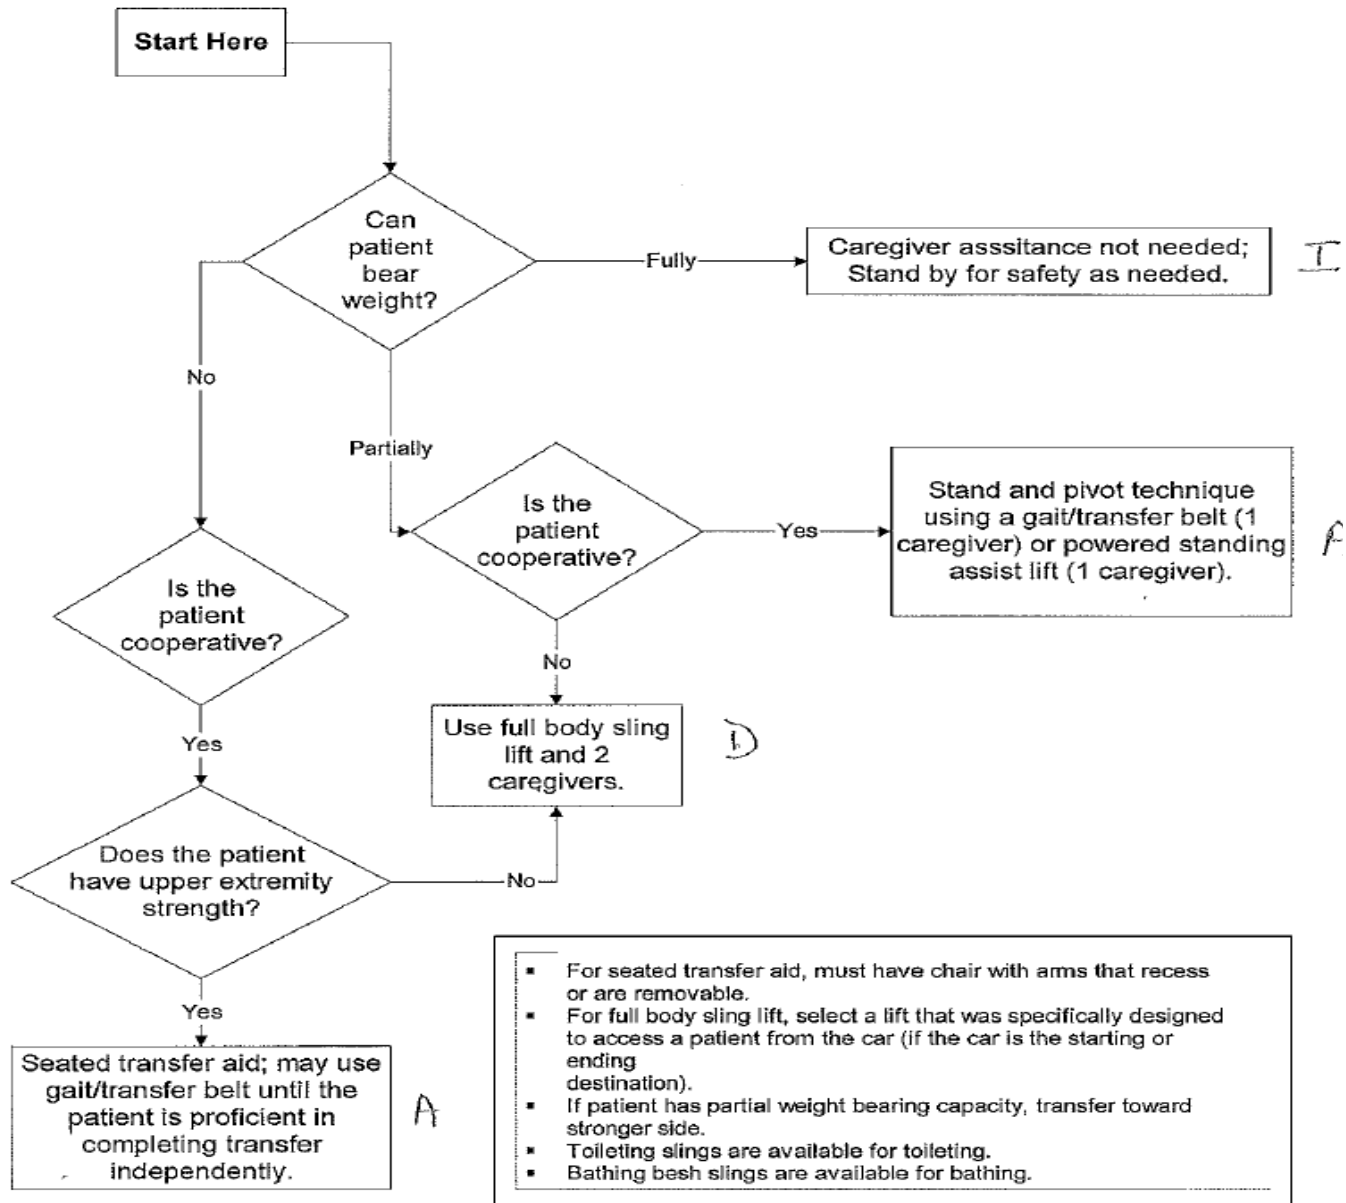 Start Here
Can
patient
bear
weight?
Fully
Caregiver asssitance not needed;
Stand by for safety as needed.
I
No
Partially
Is the
patient
cooperative?
Yes
Stand and pivot technique
using a gait/transfer belt (1
caregiver) or powered standing
assist lift (1 caregiver).
A
Is the
patient
cooperative?
No
Use full body sling
lift and 2
caregivers.
D
Yes
Does the patient
have upper extremity
strength?
No
Yes
Seated transfer aid; may use
gait/transfer belt until the
patient is proficient in
completing transfer
independently.
A
▪ For seated transfer aid, must have chair with arms that recess
or are removable.
▪ For full body sling lift, select a lift that was specifically designed
to access a patient from the car (if the car is the starting or
ending
destination).
▪ If patient has partial weight bearing capacity, transfer toward
stronger side.
▪ Toileting slings are available for toileting.
▪ Bathing besh slings are available for bathing.